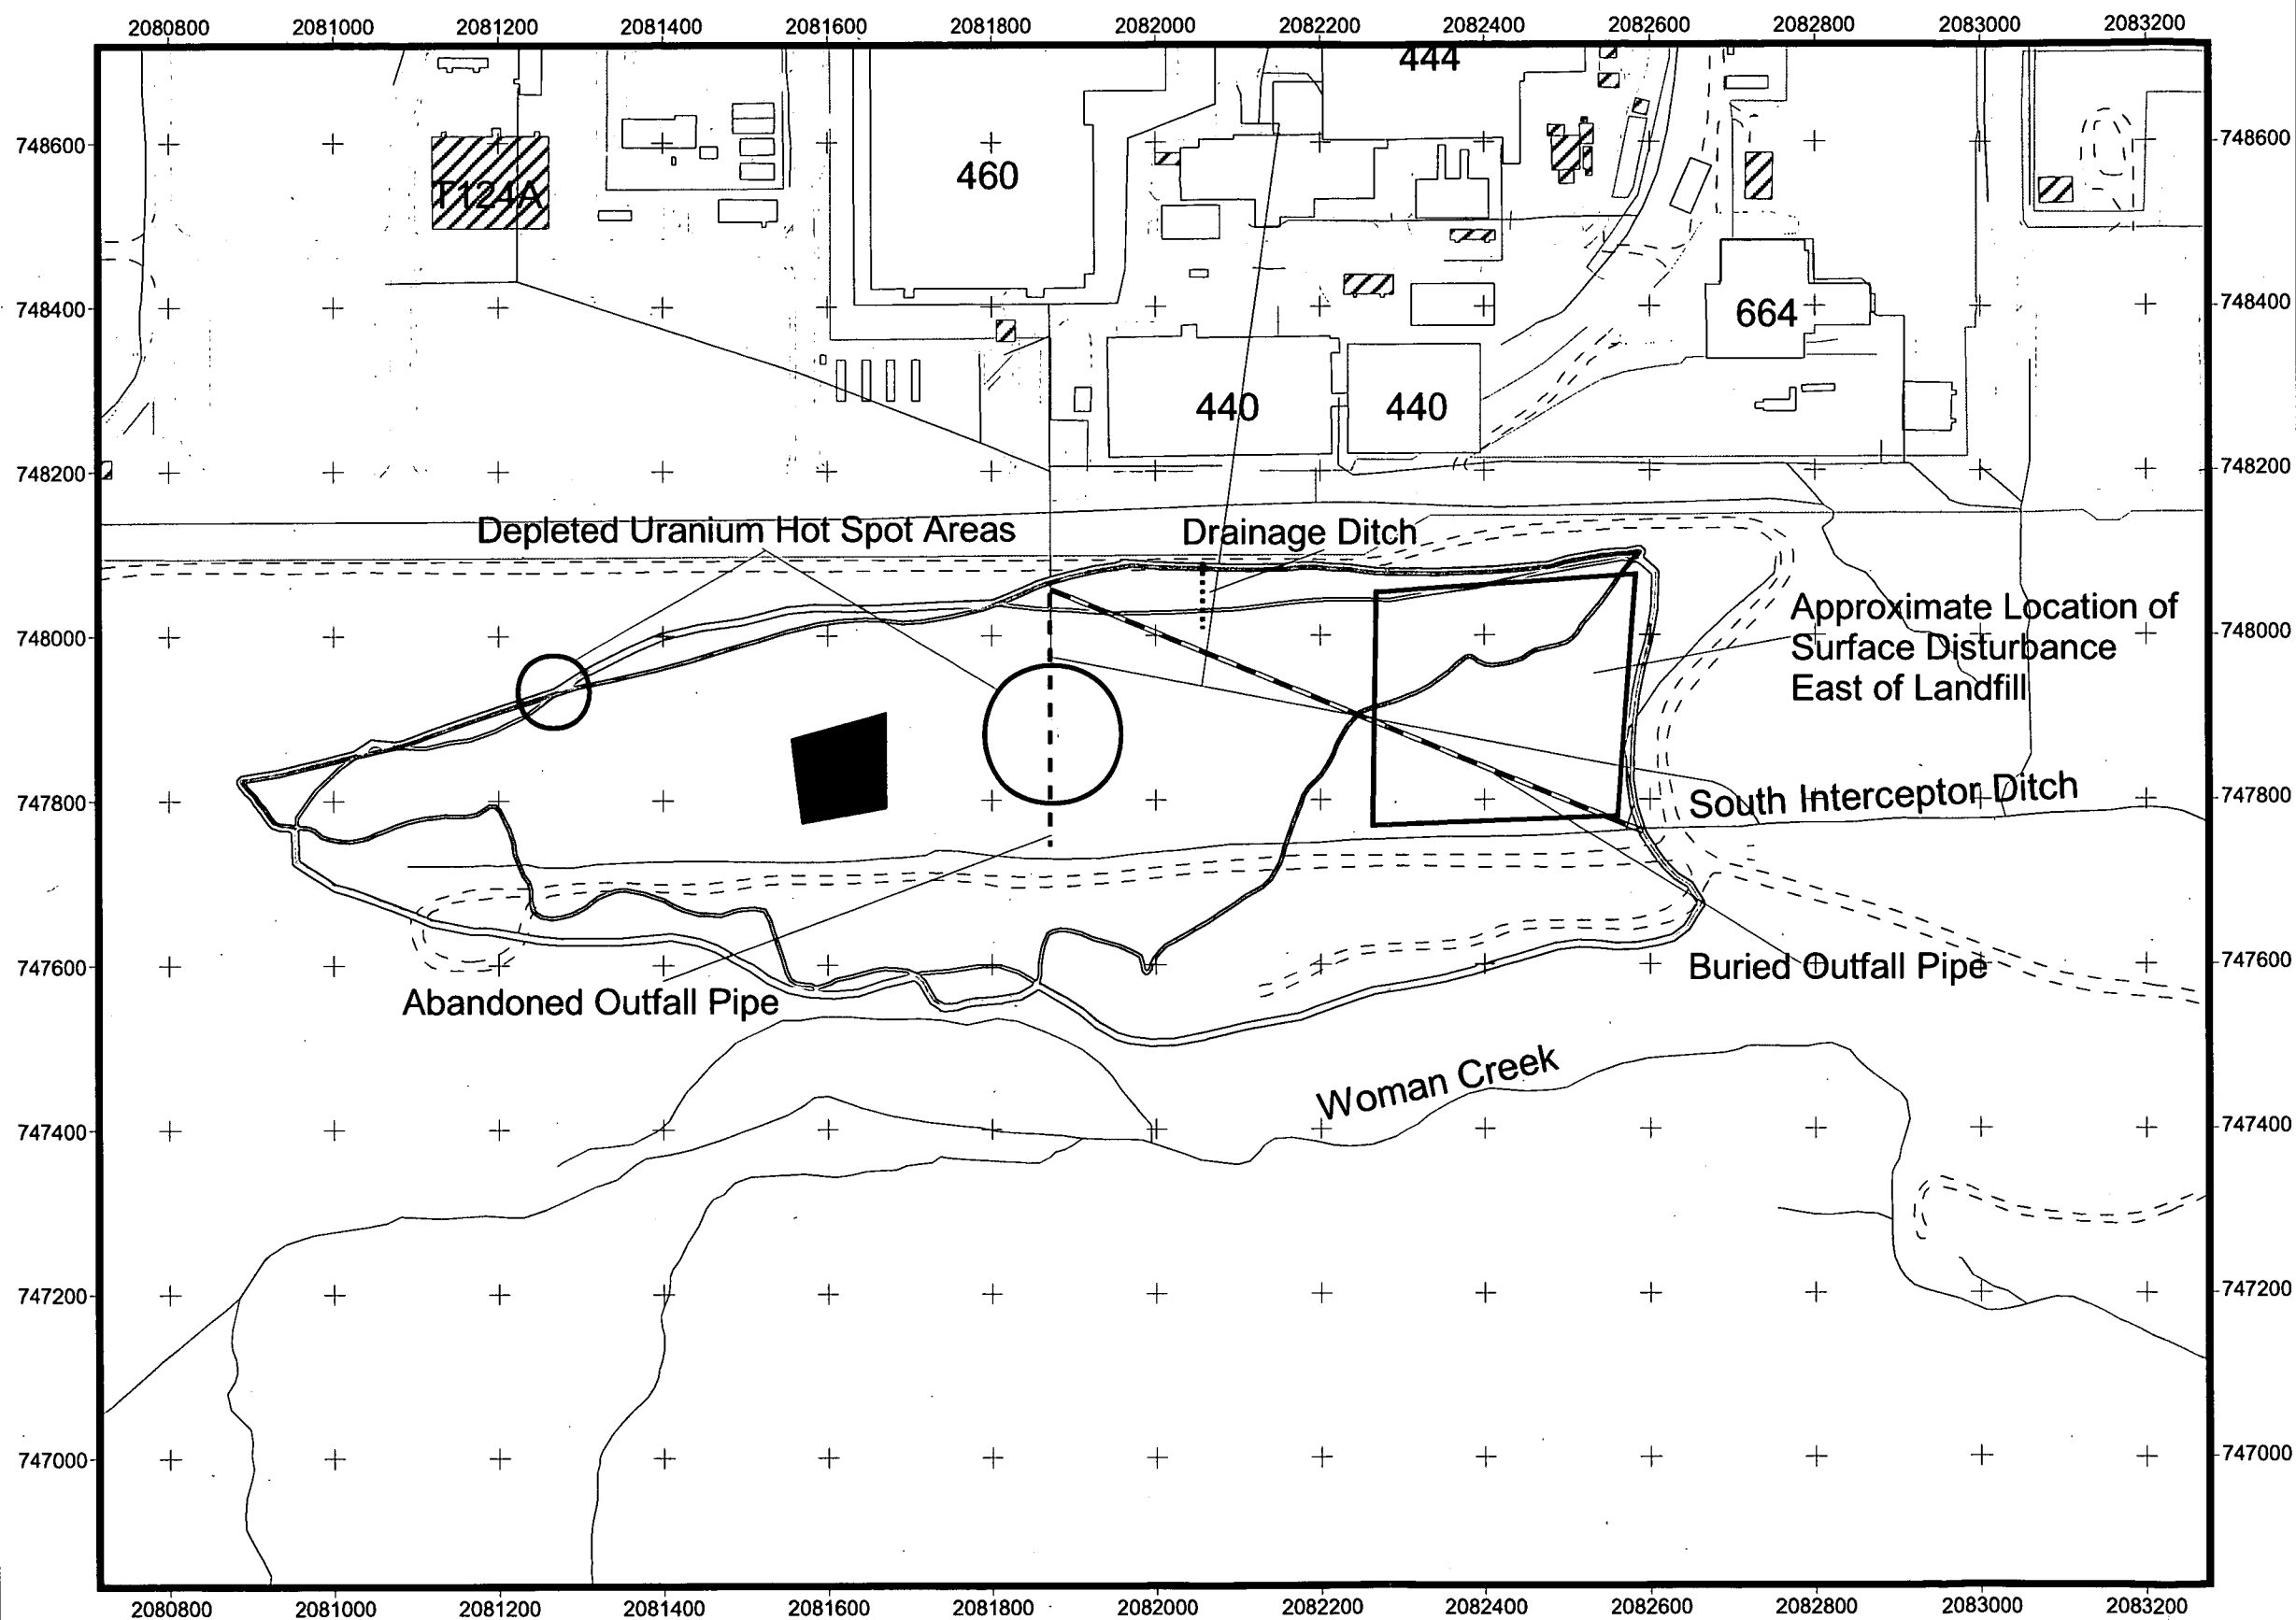 2080800 2081000 2081200 2081400 2081600 2081800 2082000 2082200 2082400 2082600 2082800 2083000 2083200
444
748600 748600
460
T124A
748400 748400
664
440 440
748200 748200
Depleted Uranium Hot Spot Areas Drainage Ditch
Approximate Location of
748000 748000
Surface Disturbance
East of Landfill
South Interceptor Ditch
747800 747800
747600 747600
Buried Outfall Pipe
Abandoned Outfall Pipe
Woman Creek
747400 747400
747200 747200
747000 747000
2080800 2081000 2081200 2081400 2081600 2081800 2082000 2082200 2082400 2082600 2082800 2083000 2083200